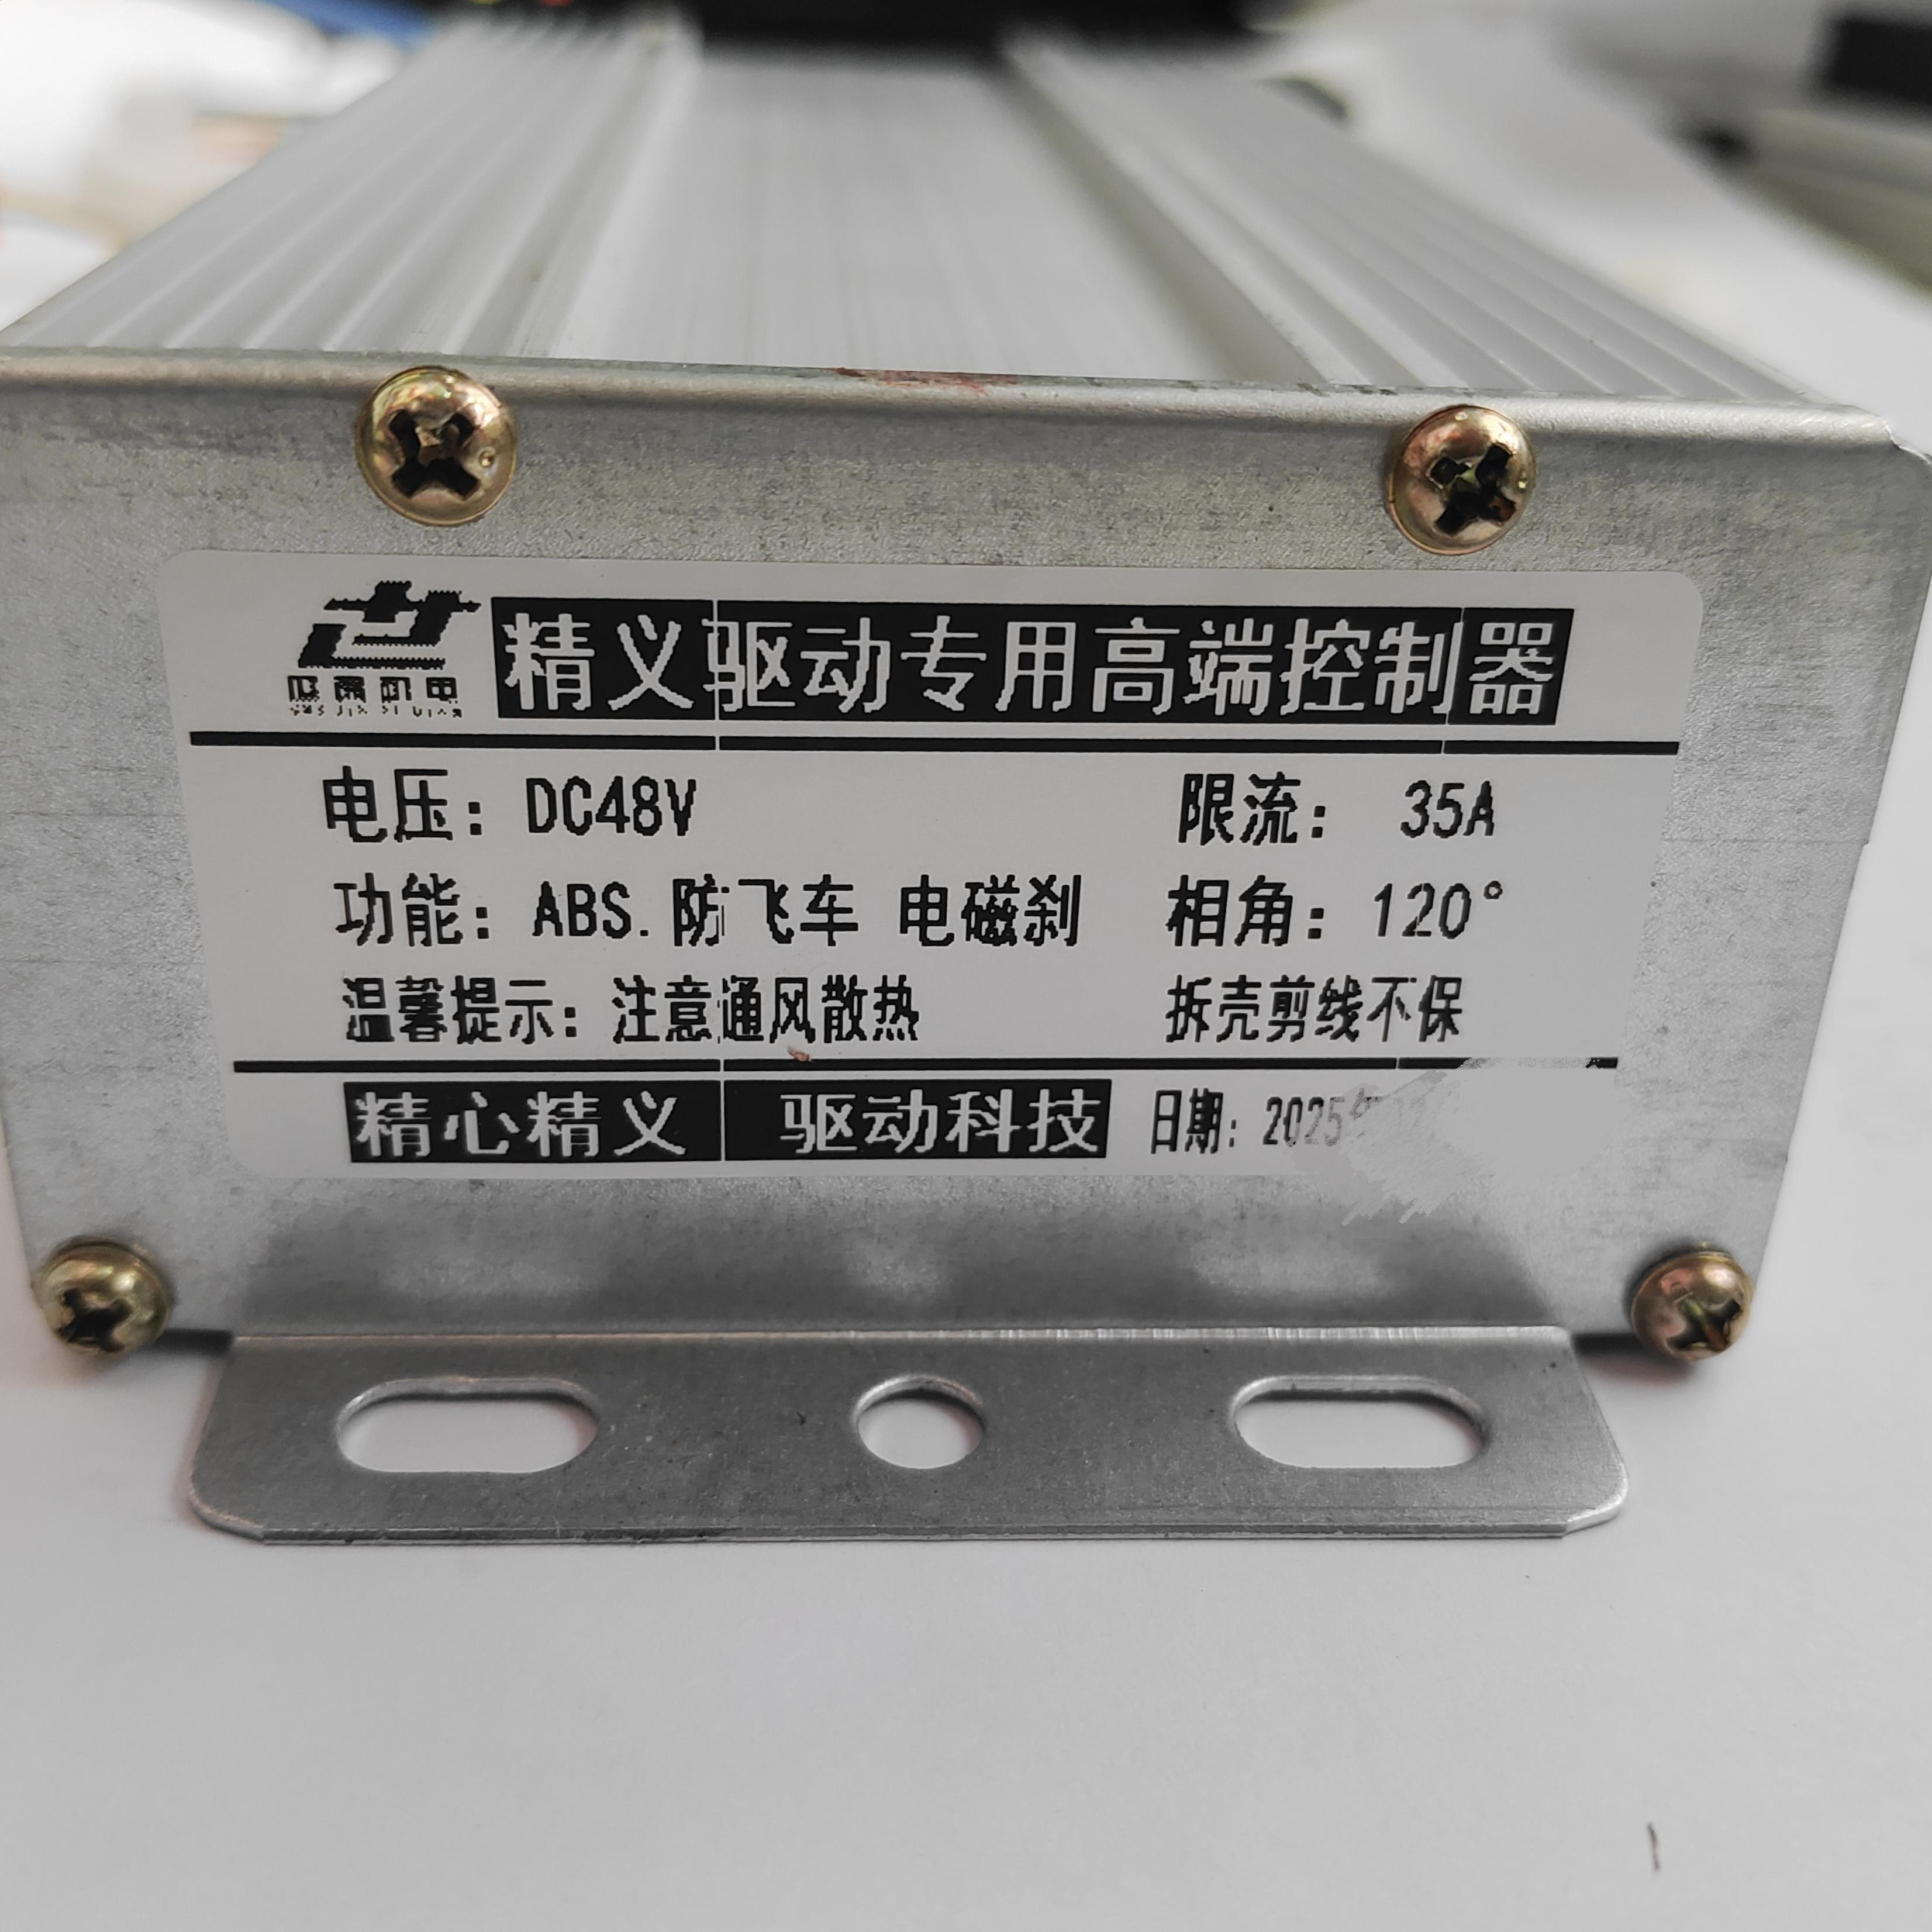 精义驱动专用高端控制器
电压：DC48V 限流：35A
功能：ABS.防飞车 电磁刹 相角：120°
温馨提示：注意通风散热 拆壳剪线不保
精心精义 驱动科技 日期：2025